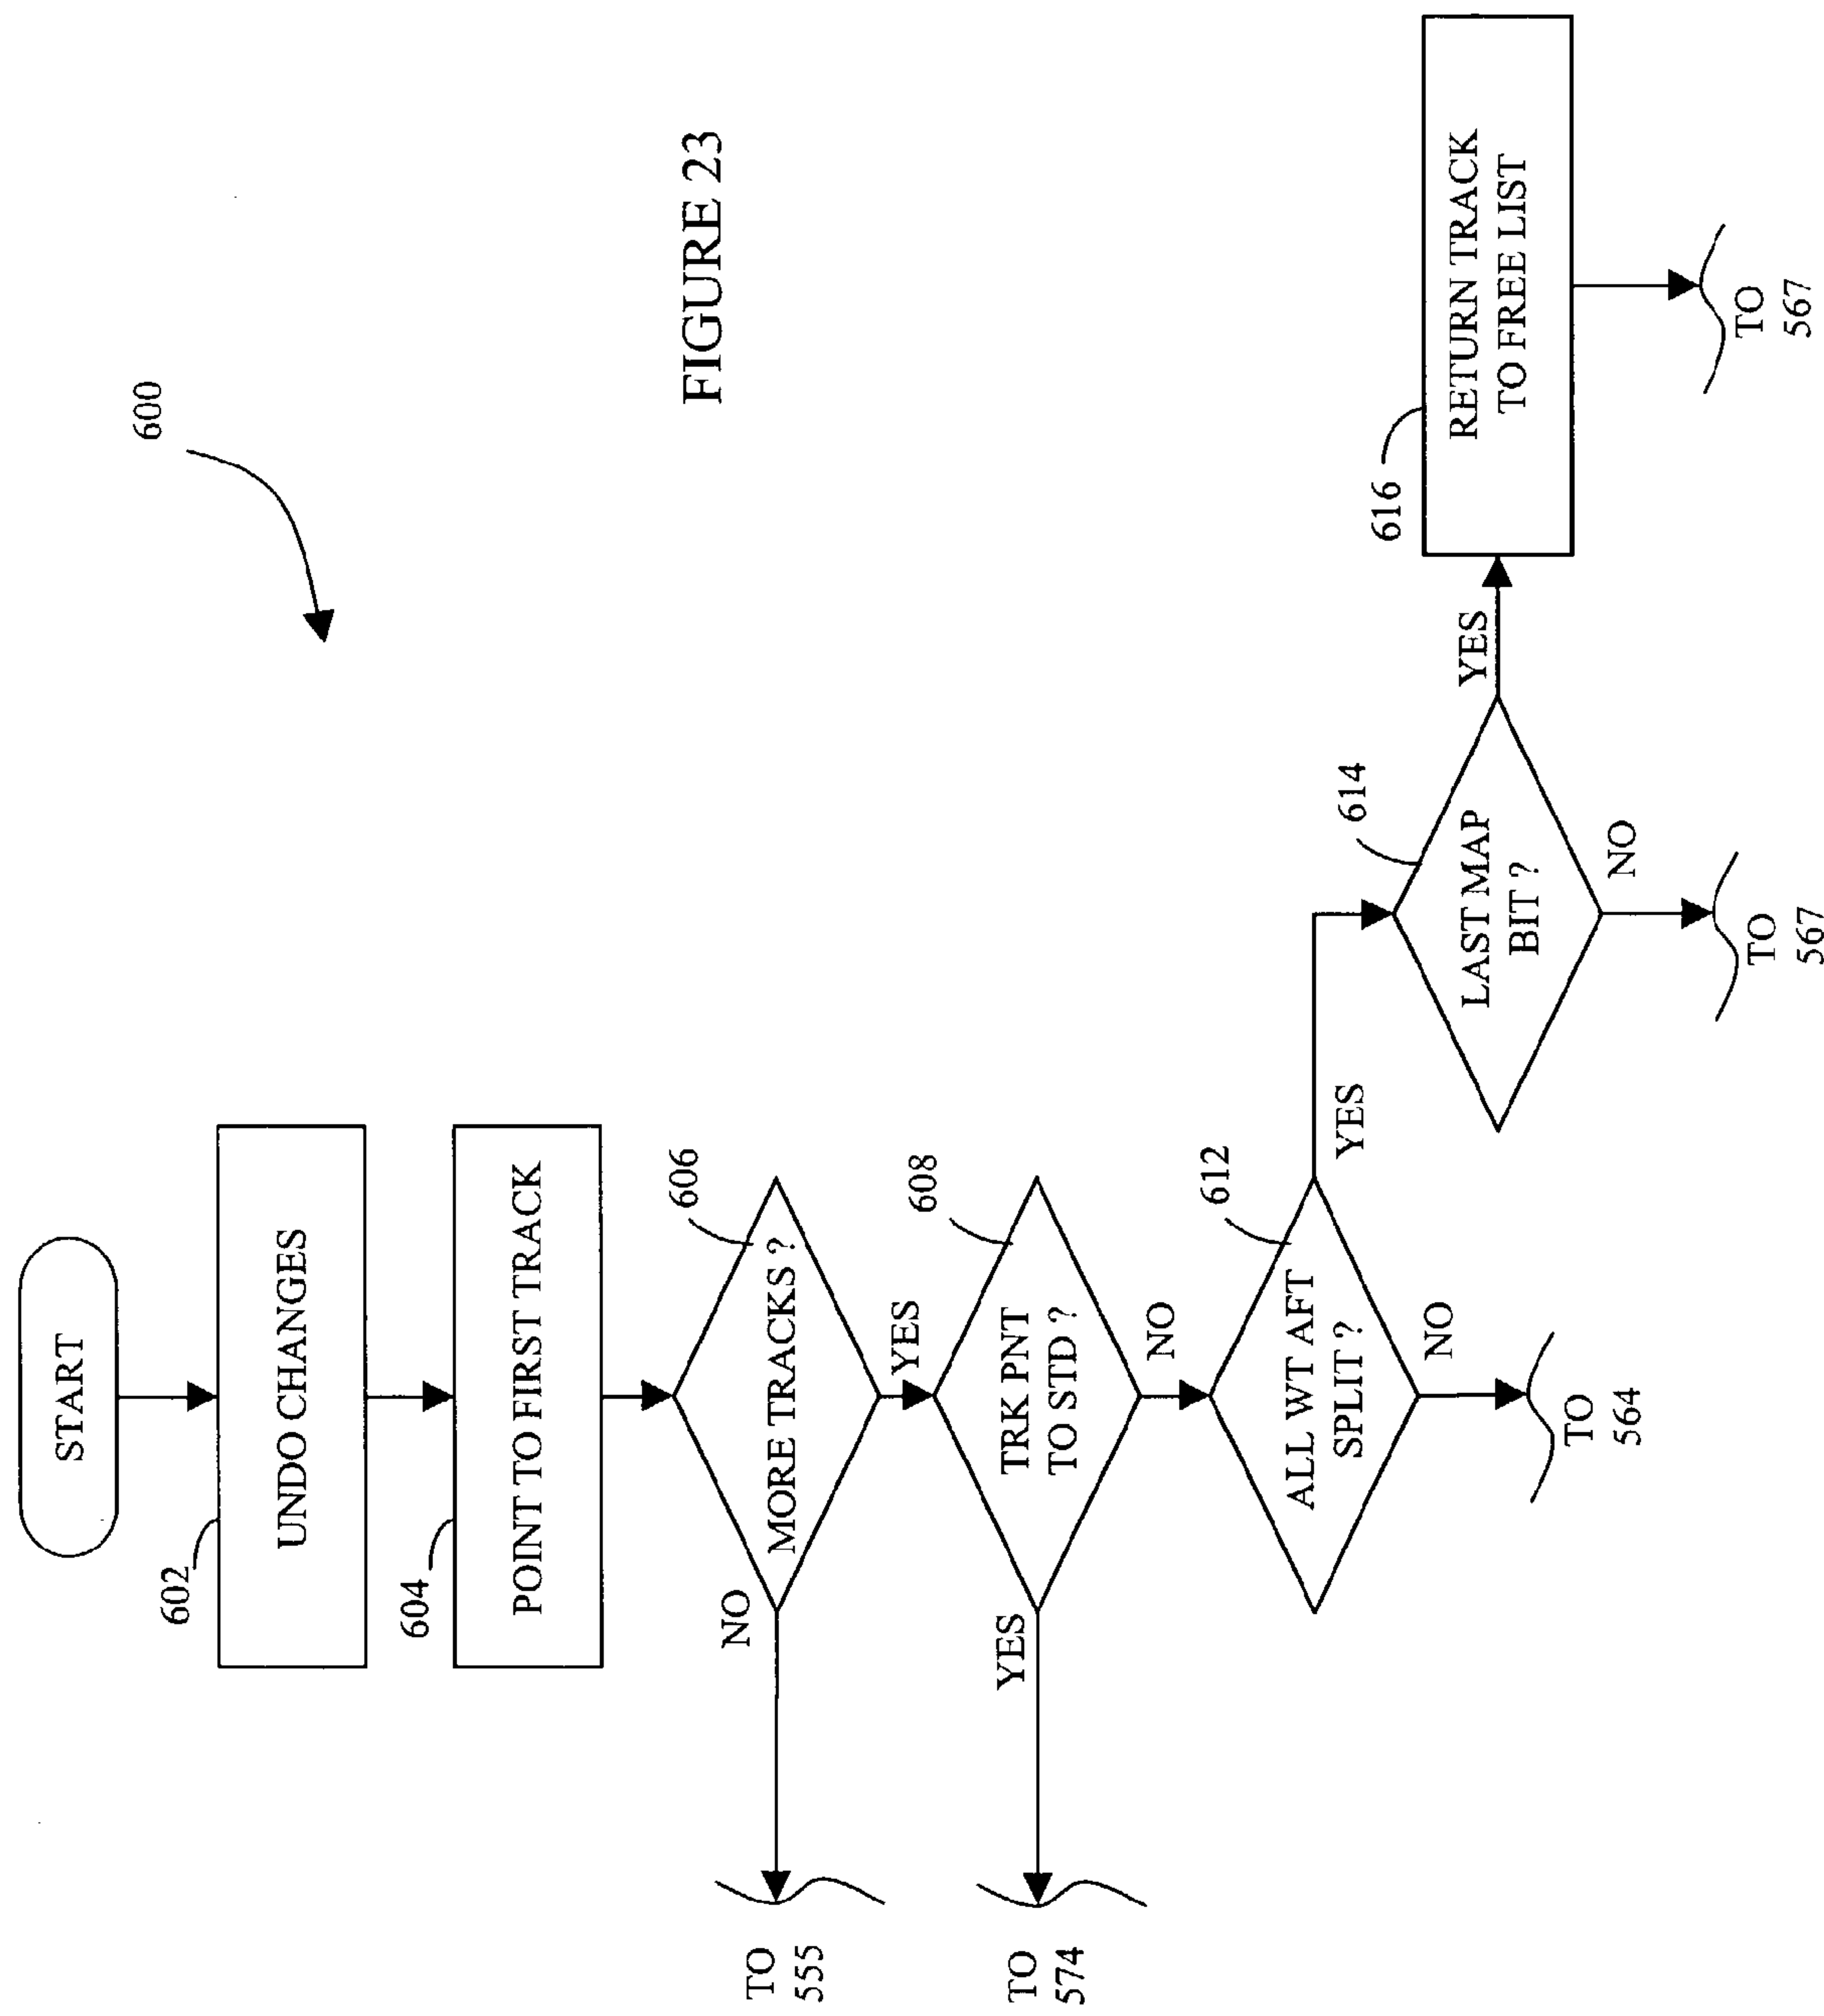 START
602
UNDO CHANGES
604
POINT TO FIRST TRACK
606
MORE TRACKS ?
NO
TO
555
YES
608
TRK PNT
TO STD ?
YES
TO
574
NO
612
ALL WT AFT
SPLIT ?
NO
TO
564
YES
614
LAST MAP
BIT ?
NO
TO
567
YES
616
RETURN TRACK
TO FREE LIST
TO
567
600
FIGURE 23